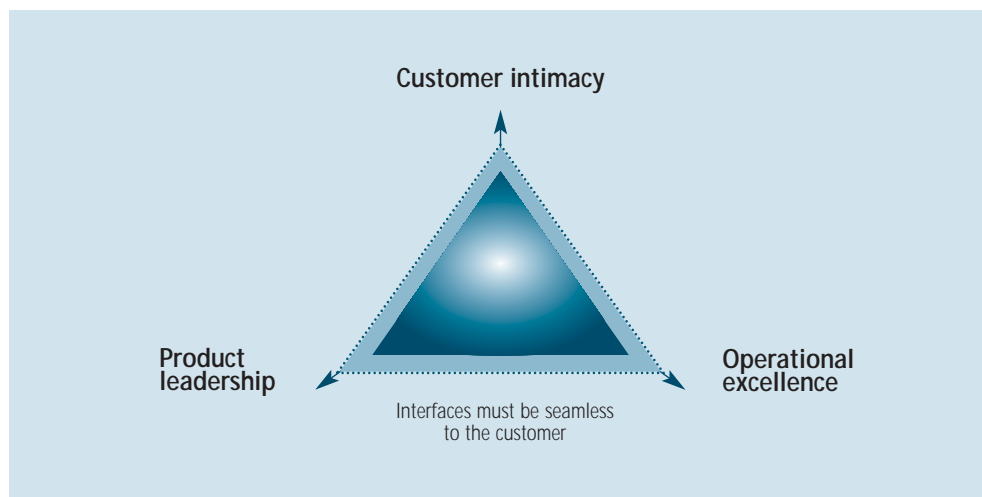 Customer intimacy
Product
leadership
Operational
excellence
Interfaces must be seamless
to the customer